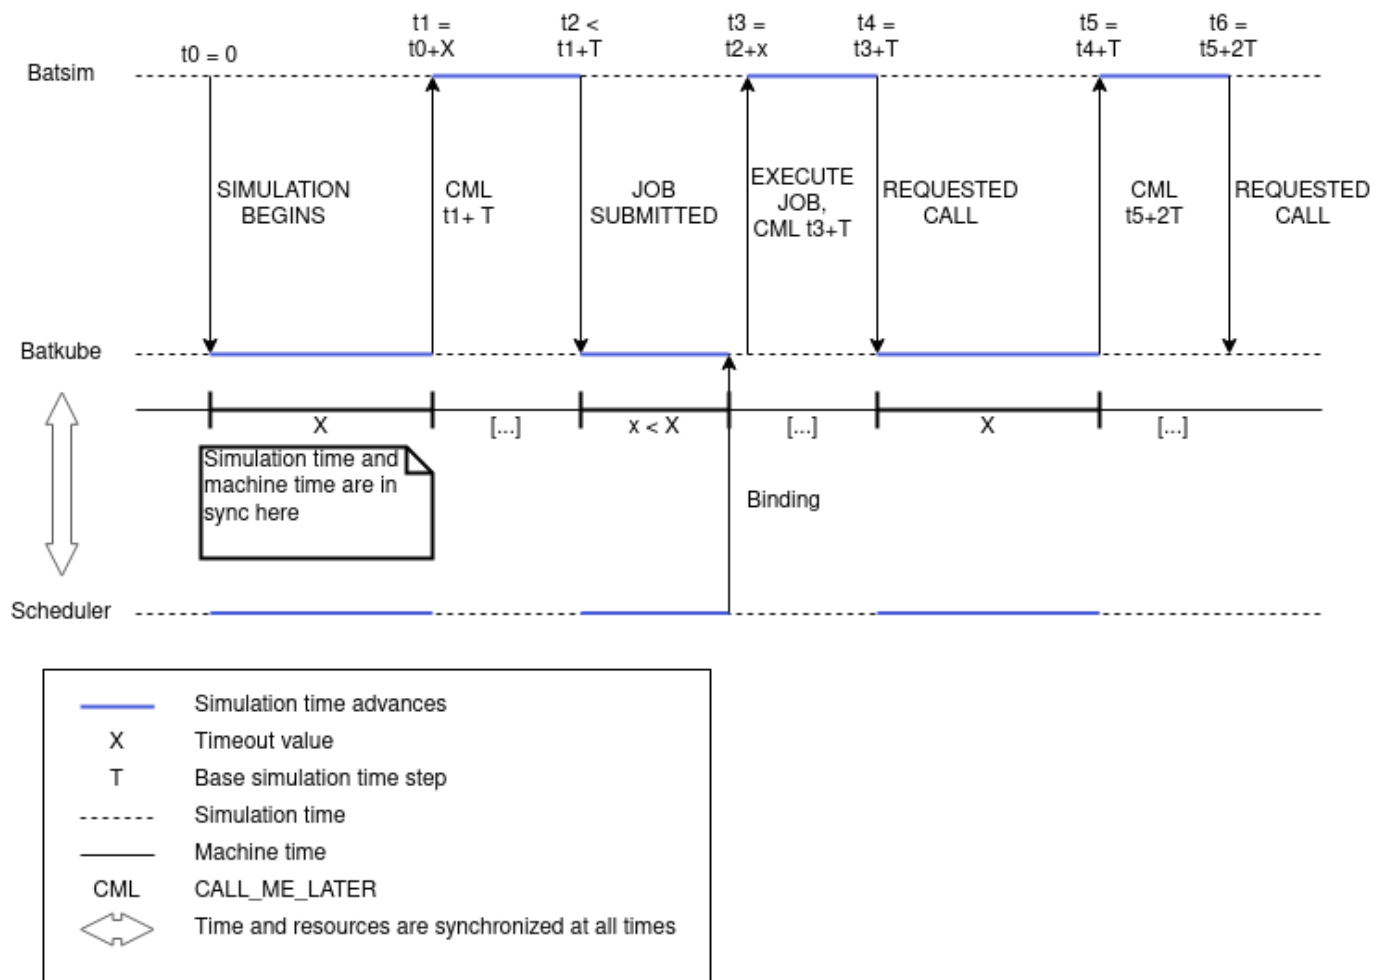 t0 = 0
t1 =
t0+X
t2 <
t1+T
t3 =
t2+x
t4 =
t3+T
t5 =
t4+T
t6 =
t5+2T
Batsim
SIMULATION
BEGINS
CML
t1+ T
JOB
SUBMITTED
EXECUTE
JOB,
CML t3+T
REQUESTED
CALL
CML
t5+2T
REQUESTED
CALL
Batkube
X
[...]
x < X
[...]
X
[...]
Simulation time and
machine time are in
sync here
Binding
Scheduler
Simulation time advances
X Timeout value
T Base simulation time step
Simulation time
Machine time
CML CALL_ME_LATER
Time and resources are synchronized at all times